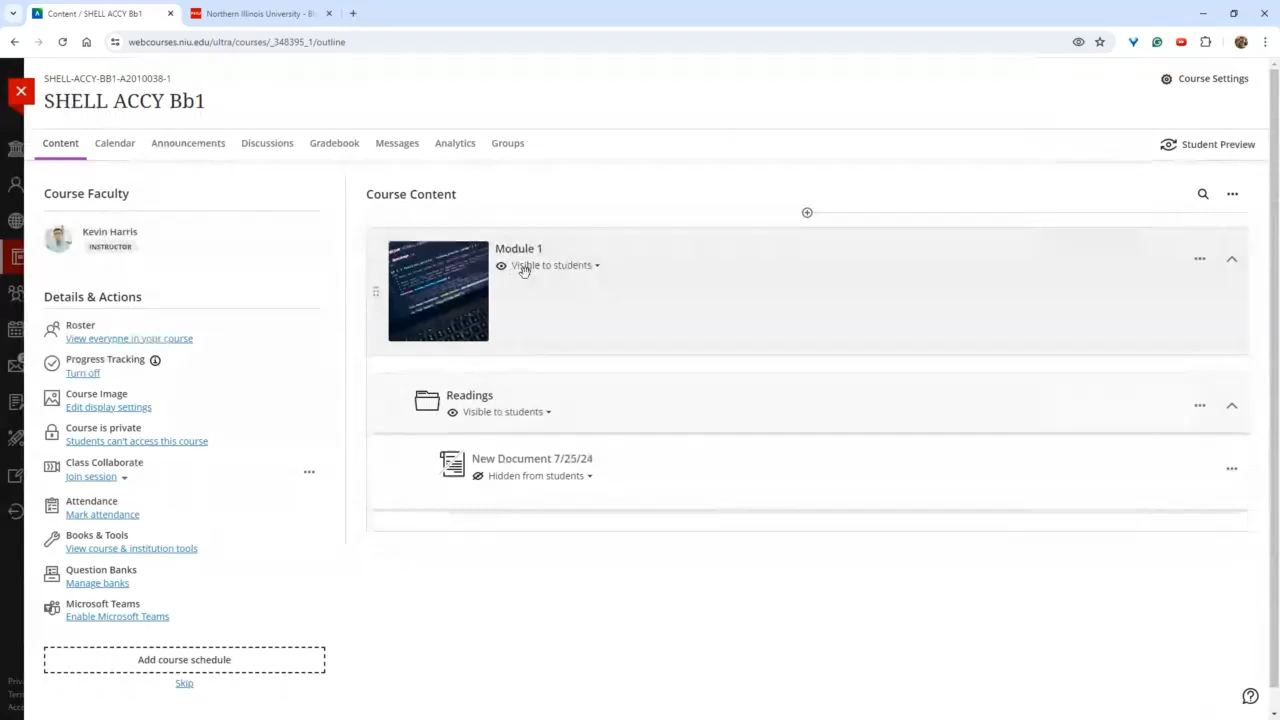 Content / SHELL ACCY Bb1
Northern Illinois University - Bl
webcourses.niu.edu/ultra/courses/_348395_1/outline
SHELL-ACCY-BB1-A2010038-1
SHELL ACCY Bb1
Course Settings
Content Calendar Announcements Discussions Gradebook Messages Analytics Groups
Student Preview
Course Faculty
Kevin Harris
INSTRUCTOR
Details & Actions
Roster
View everyone in your course
Progress Tracking
Turn off
Course Image
Edit display settings
Course is private
Students can't access this course
Class Collaborate
Join session
Attendance
Mark attendance
Books & Tools
View course & institution tools
Question Banks
Manage banks
Microsoft Teams
Enable Microsoft Teams
Add course schedule
Skip
Course Content
Module 1
Visible to students
Readings
Visible to students
New Document 7/25/24
Hidden from students
Priv
Tern
Acce